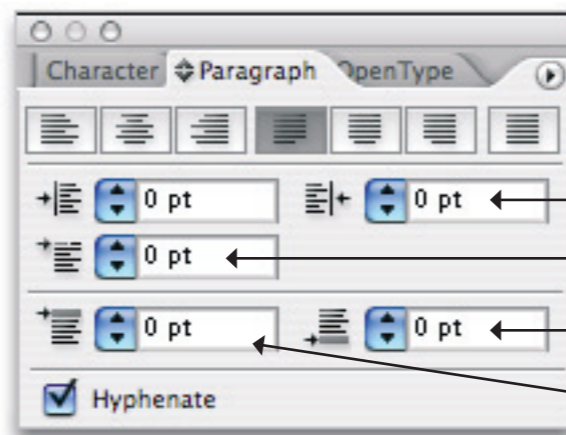 Character Paragraph OpenType
0 pt 0 pt
0 pt
0 pt 0 pt
Hyphenate